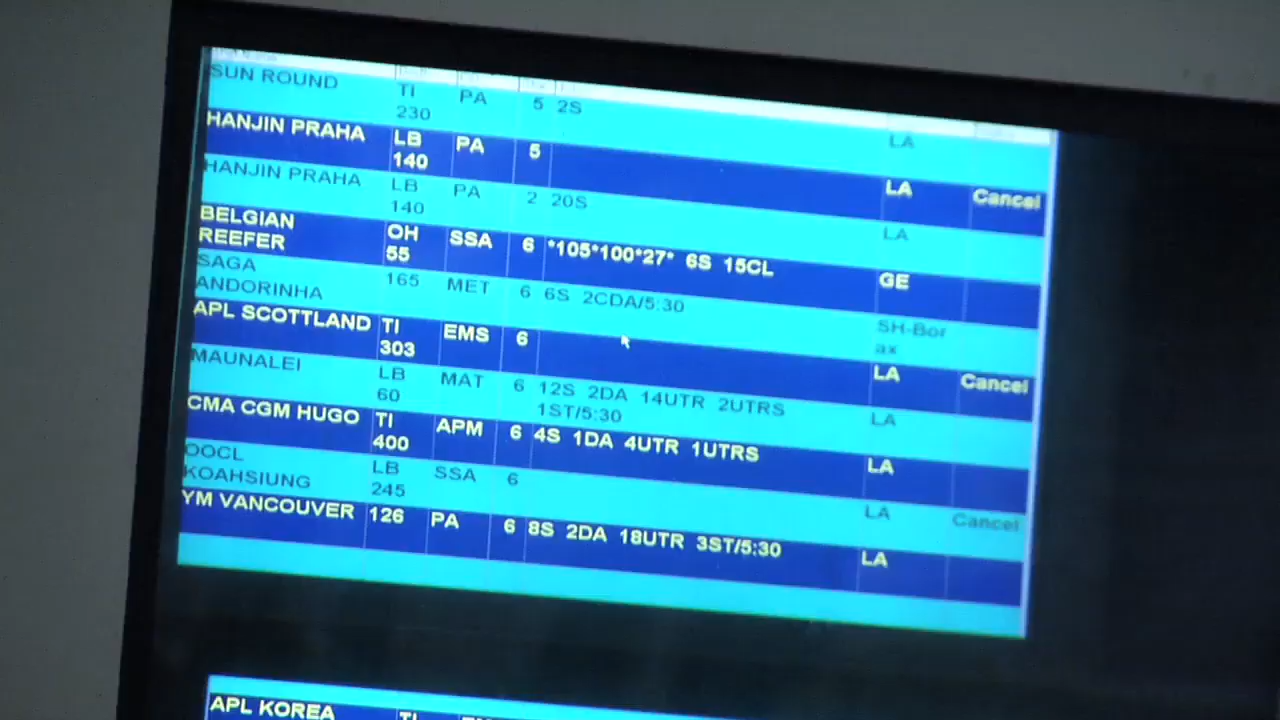 SUN ROUND TI PA 5 2S LA
230
HANJIN PRAHA LB PA 5 LA Cancel
140
HANJIN PRAHA LB PA 2 20S LA
140
BELGIAN OH SSA 6 *105*100*27* 6S 15CL GE
REEFER 55
SAGA 165 MET 6 6S 2CDA/5:30 SH-Bor
ANDORINHA ax
APL SCOTTLAND TI EMS 6 LA Cancel
303
MAUNALEI LB MAT 6 12S 2DA 14UTR 2UTRS LA
60 1ST/5:30
CMA CGM HUGO TI APM 6 4S 1DA 4UTR 1UTRS LA
400
OOCL LB SSA 6 LA Cancel
KOAHSIUNG 245
YM VANCOUVER 126 PA 6 8S 2DA 18UTR 3ST/5:30 LA
APL KOREA TI